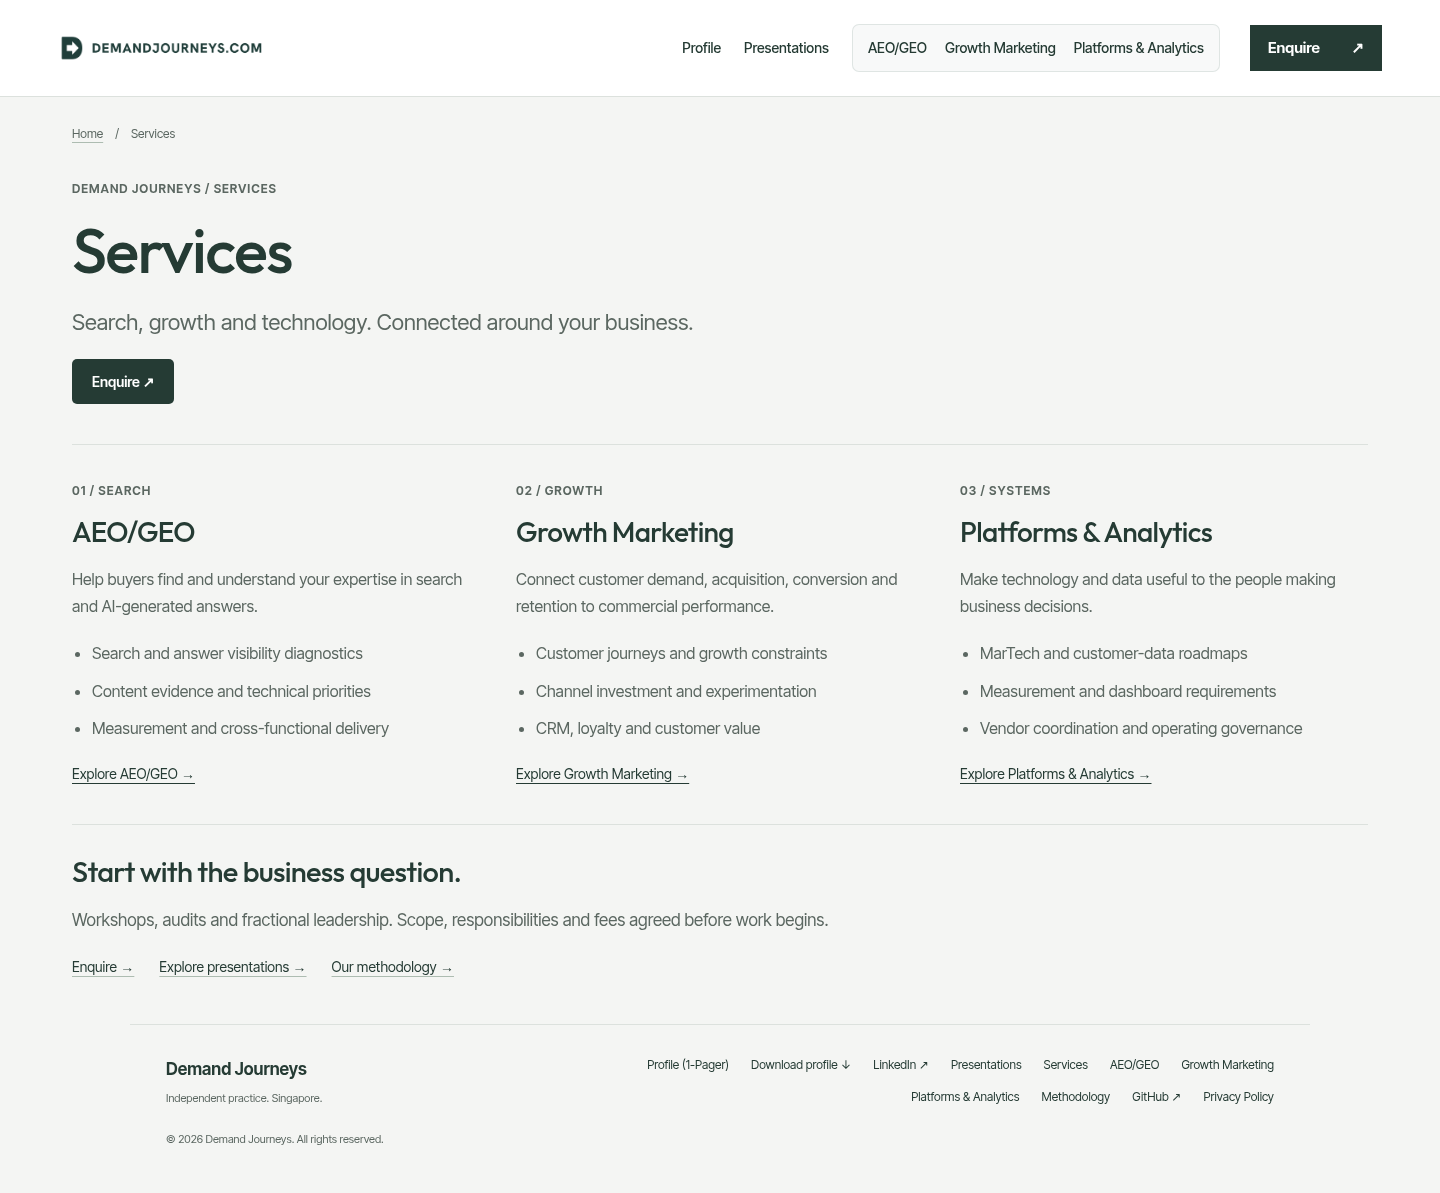 DEMANDJOURNEYS.COM
Profile Presentations AEO/GEO Growth Marketing Platforms & Analytics Enquire ↗
Home / Services
DEMAND JOURNEYS / SERVICES
Services
Search, growth and technology. Connected around your business.
Enquire ↗
01 / SEARCH
AEO/GEO
Help buyers find and understand your expertise in search
and AI-generated answers.
• Search and answer visibility diagnostics
• Content evidence and technical priorities
• Measurement and cross-functional delivery
Explore AEO/GEO →
02 / GROWTH
Growth Marketing
Connect customer demand, acquisition, conversion and
retention to commercial performance.
• Customer journeys and growth constraints
• Channel investment and experimentation
• CRM, loyalty and customer value
Explore Growth Marketing →
03 / SYSTEMS
Platforms & Analytics
Make technology and data useful to the people making
business decisions.
• MarTech and customer-data roadmaps
• Measurement and dashboard requirements
• Vendor coordination and operating governance
Explore Platforms & Analytics →
Start with the business question.
Workshops, audits and fractional leadership. Scope, responsibilities and fees agreed before work begins.
Enquire → Explore presentations → Our methodology →
Demand Journeys
Independent practice. Singapore.
© 2026 Demand Journeys. All rights reserved.
Profile (1-Pager) Download profile ↓ LinkedIn ↗ Presentations Services AEO/GEO Growth Marketing
Platforms & Analytics Methodology GitHub ↗ Privacy Policy